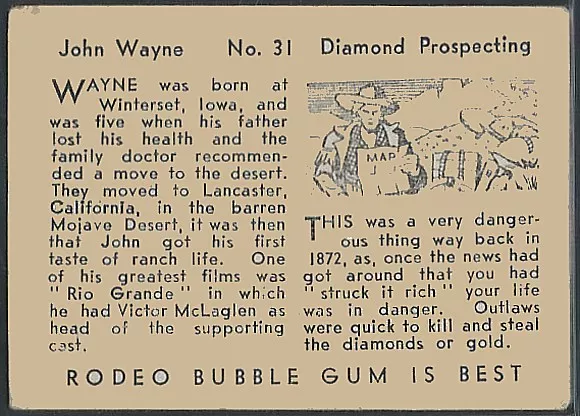 John Wayne No. 31 Diamond Prospecting
WAYNE was born at
Winterset, Iowa, and
was five when his father
lost his health and the
family doctor recommen-
ded a move to the desert.
They moved to Lancaster,
California, in the barren
Mojave Desert, it was then
that John got his first
taste of ranch life. One
of his greatest films was
" Rio Grande " in which
he had Victor McLaglen as
head of the supporting
cast.
MAP
THIS was a very danger-
ous thing way back in
1872, as, once the news had
got around that you had
" struck it rich " your life
was in danger. Outlaws
were quick to kill and steal
the diamonds or gold.
RODEO BUBBLE GUM IS BEST